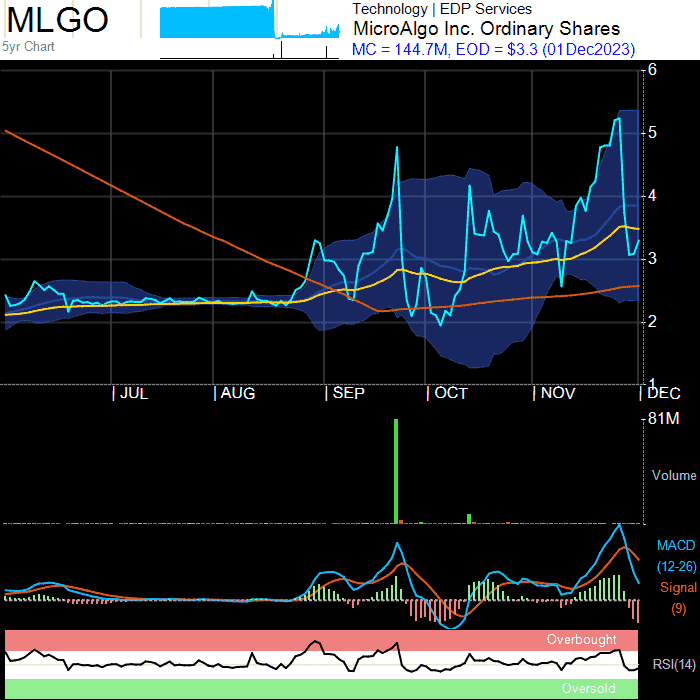 MLGO
5yr Chart
Technology | EDP Services
MicroAlgo Inc. Ordinary Shares
MC = 144.7M, EOD = $3.3 (01Dec2023)
6
5
4
3
2
1
JUL
AUG
SEP
OCT
NOV
DEC
81M
Volume
MACD
(12-26)
Signal
(9)
Overbought
RSI(14)
Oversold